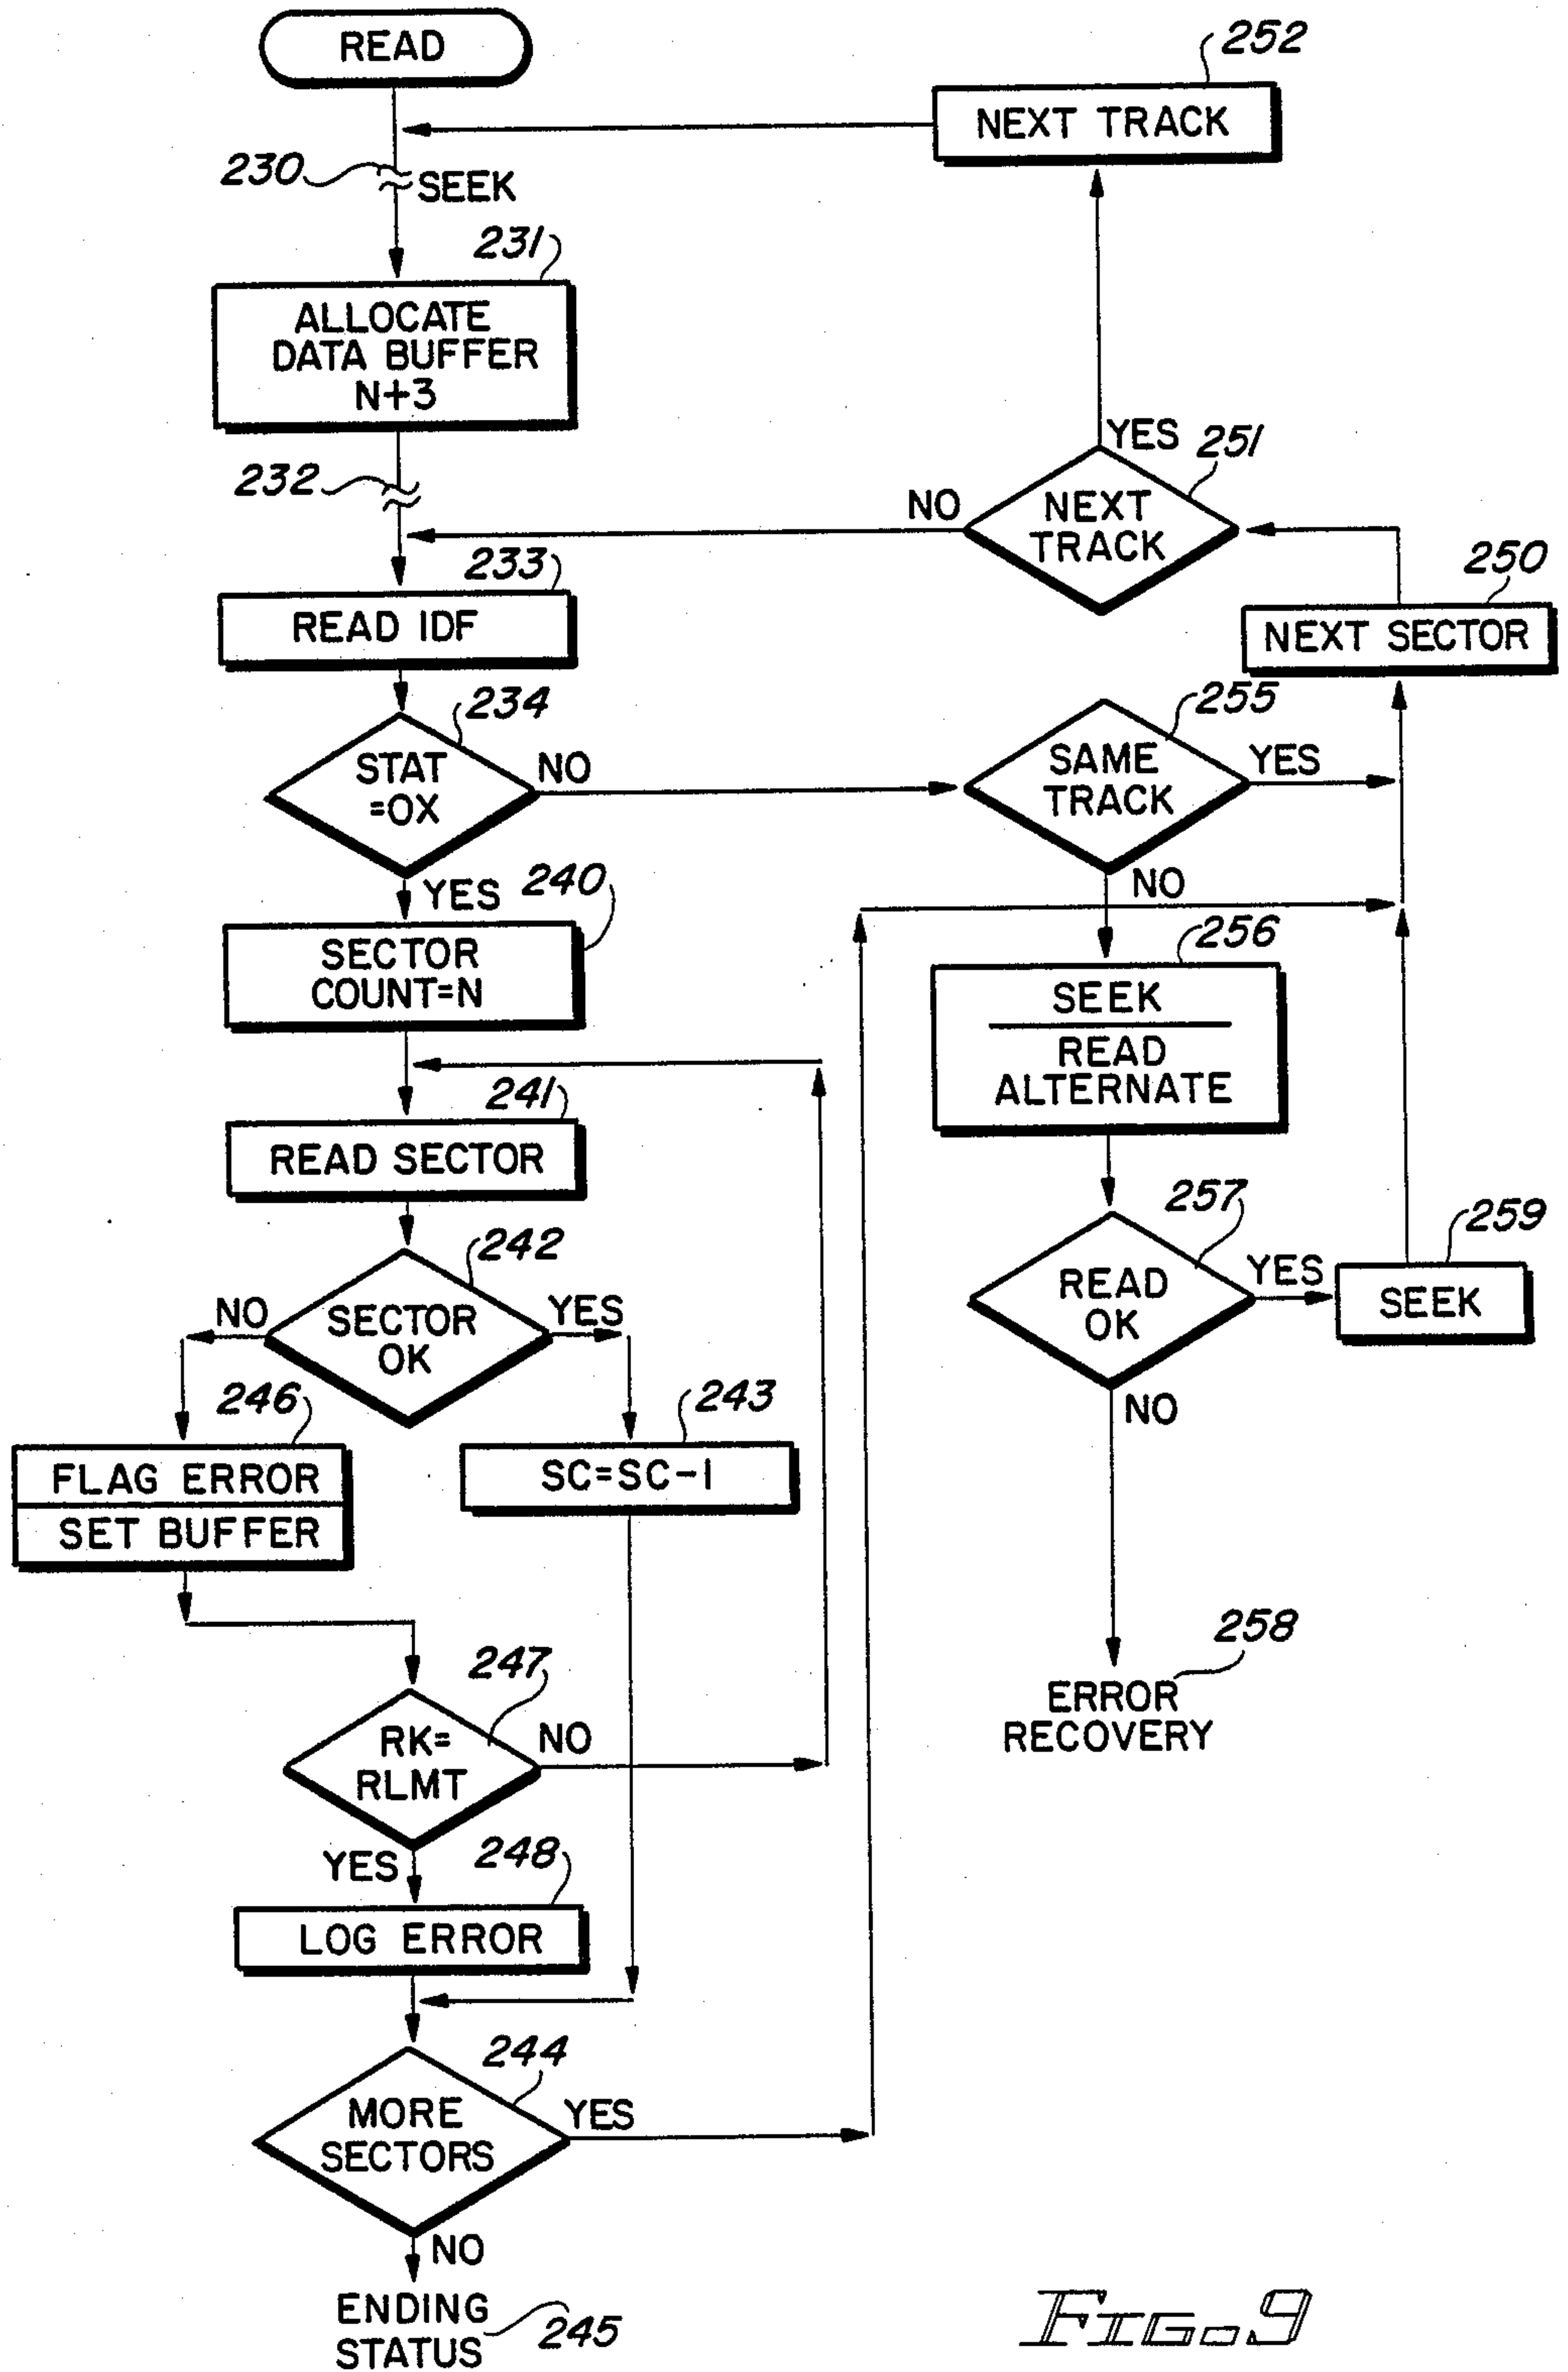 READ
252
NEXT TRACK
230
SEEK
231
ALLOCATE
DATA BUFFER
N+3
232
YES
251
NO
NEXT
TRACK
233
250
READ IDF
NEXT SECTOR
234
255
STAT
=OX
NO
SAME
TRACK
YES
YES
240
NO
SECTOR
COUNT=N
256
SEEK
READ
ALTERNATE
241
READ SECTOR
242
257
259
NO
SECTOR
OK
YES
READ
OK
YES
SEEK
246
243
NO
FLAG ERROR
SET BUFFER
SC=SC-1
258
ERROR
RECOVERY
247
RK=
RLMT
NO
YES
248
LOG ERROR
244
MORE
SECTORS
YES
NO
ENDING
STATUS
245
FIG. 9